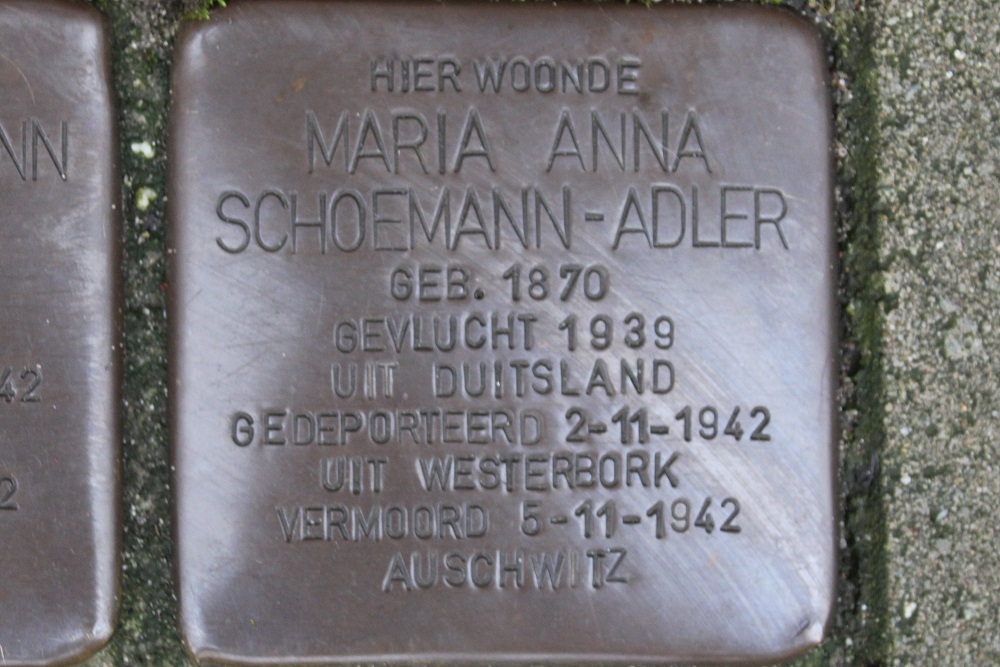 HIER WOONDE
MARIA ANNA
SCHOEMANN-ADLER
GEB. 1870
GEVLUCHT 1939
UIT DUITSLAND
GEDEPORTEERD 2-11-1942
UIT WESTERBORK
VERMOORD 5-11-1942
AUSCHWITZ